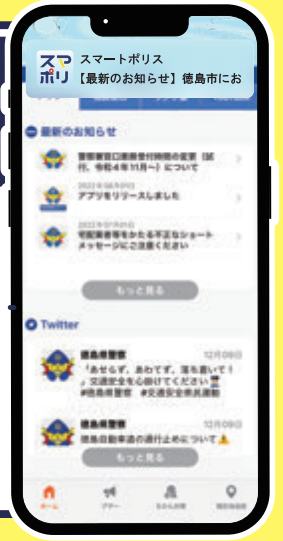 スマ
ポリ
スマートポリス
【最新のお知らせ】徳島市にお
最新のお知らせ
警察署窓口業務受付時間の変更（試
行、令和4年11月～）について
アプリをリリースしました
宅配業者等をかたる不正なショート
メッセージにご注意ください
もっと見る
Twitter
徳島県警察
12月09日
「あせらず、あわてず、落ち着いて！
」交通安全を心掛けてください
#徳島県警察 #交通安全県民運動
徳島県警察
12月09日
徳島自動車道の通行止めについて
もっと見る
ホーム